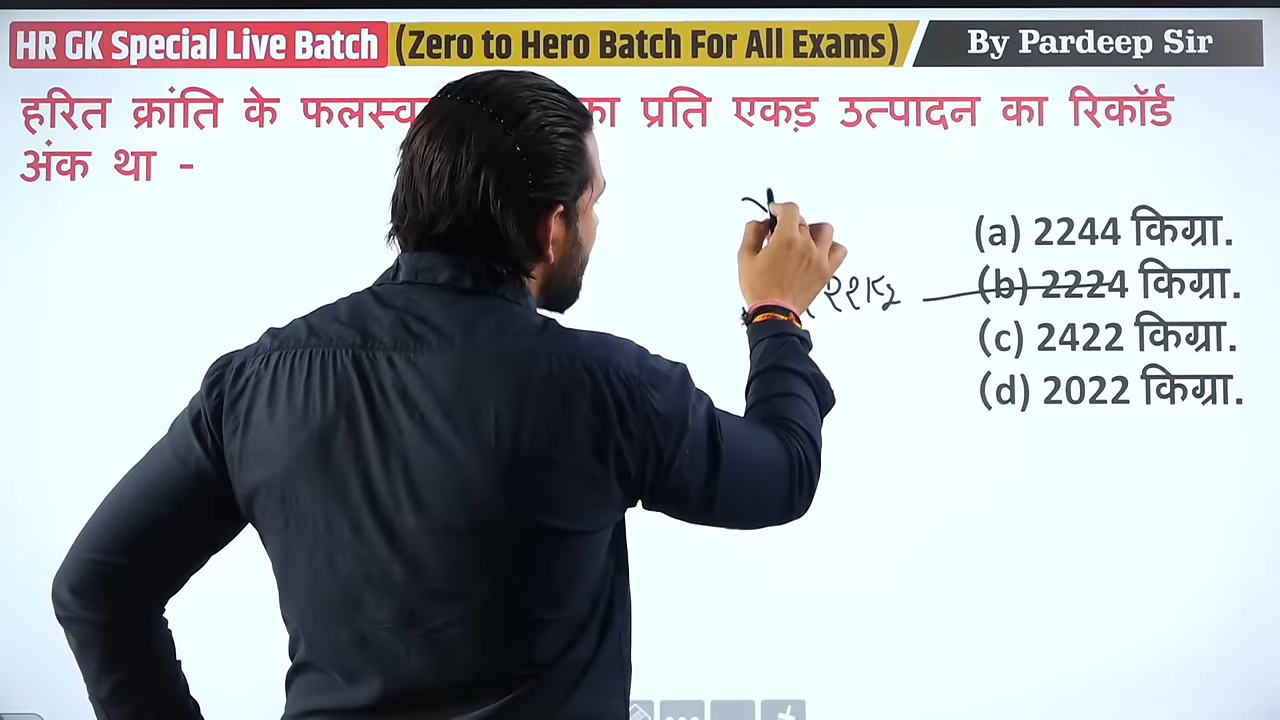 HR GK Special Live Batch (Zero to Hero Batch For All Exams) By Pardeep Sir
हरित क्रांति के प्रति एकड़ उत्पादन का रिकॉर्ड
अंक था -
(a) 2244 किग्रा.
(b) 2224 किग्रा.
(c) 2422 किग्रा.
(d) 2022 किग्रा.